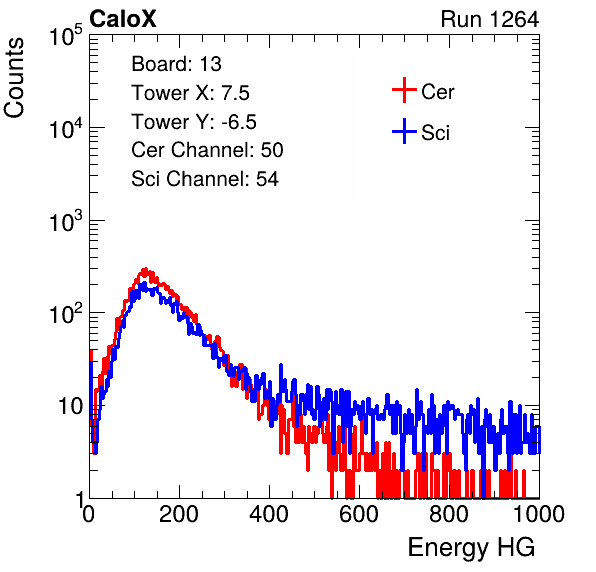 CaloX Run 1264
Counts
10^5
10^4
10^3
10^2
10
1
Board: 13
Tower X: 7.5
Tower Y: -6.5
Cer Channel: 50
Sci Channel: 54
Cer
Sci
0 200 400 600 800 1000
Energy HG